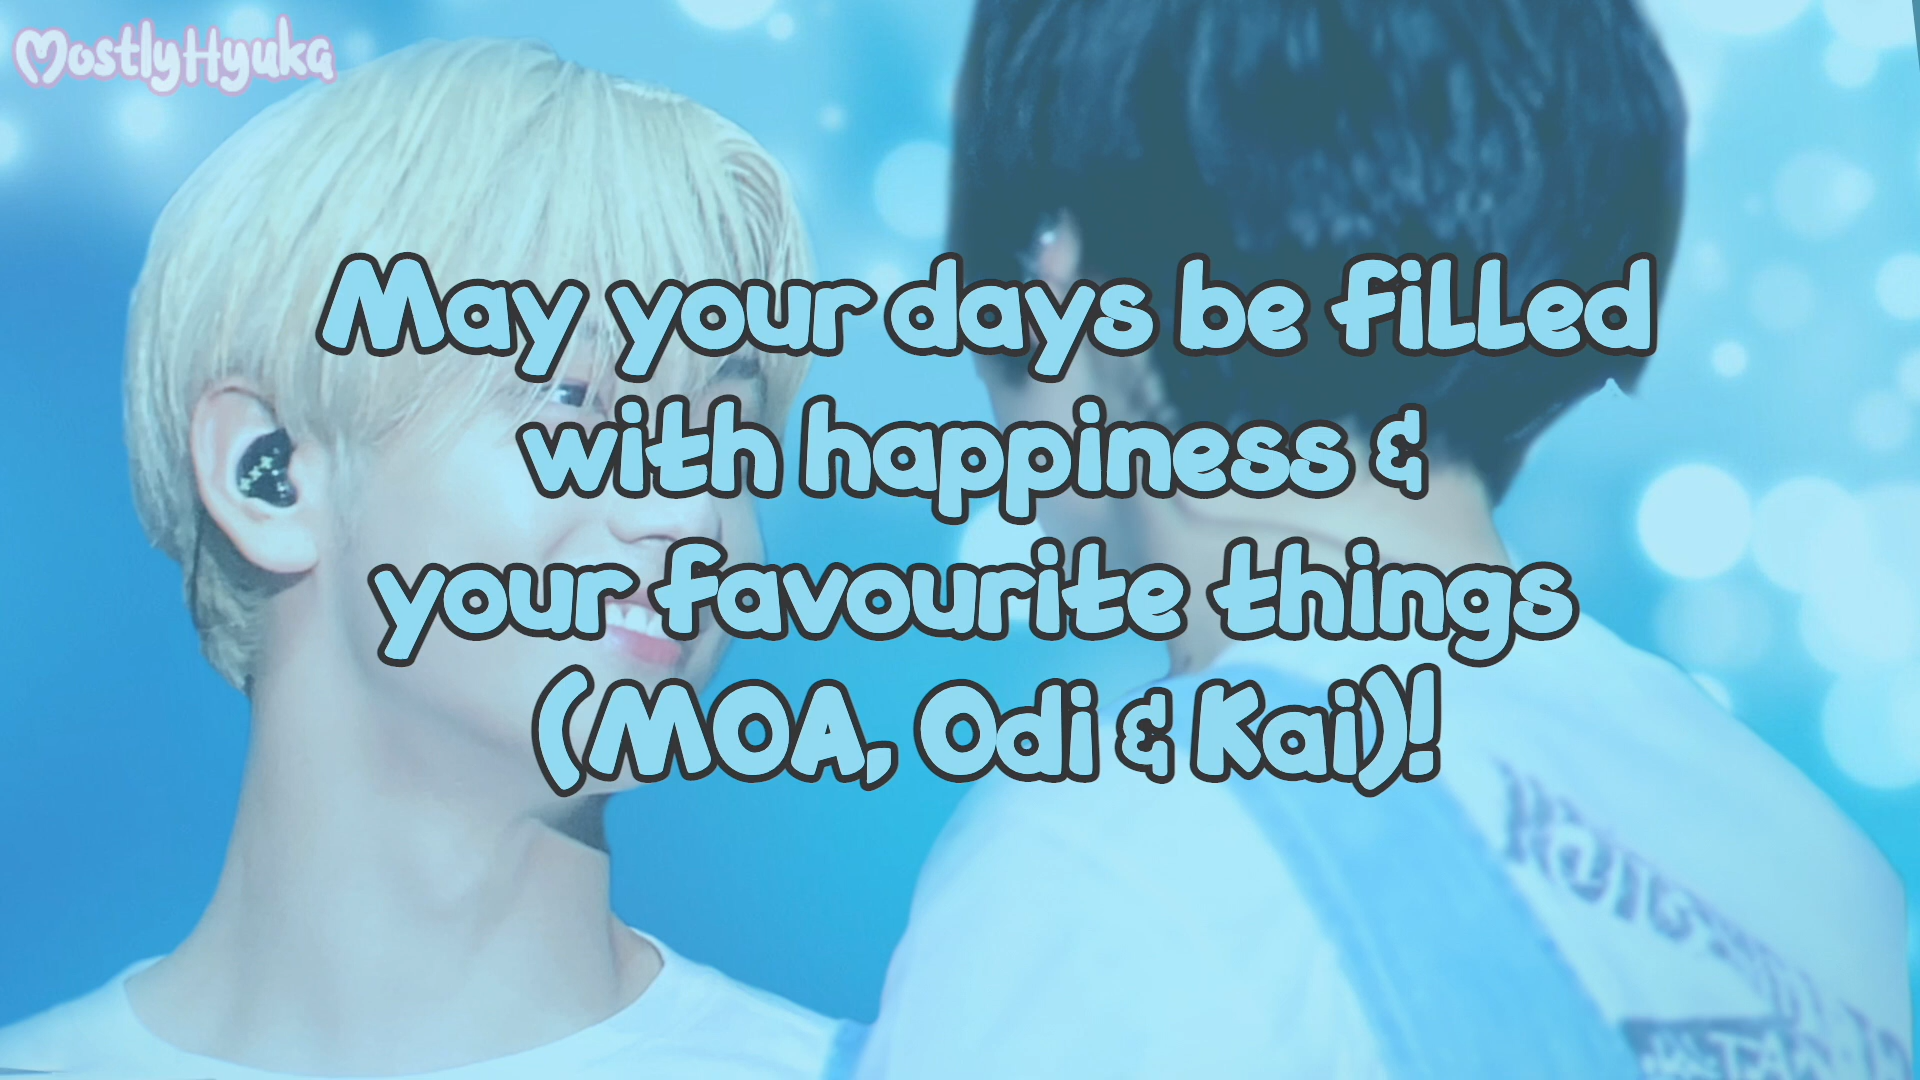 MostlyHyuka
May your days be filled
with happiness &
your favourite things
(MOA, Odi & Kai)!